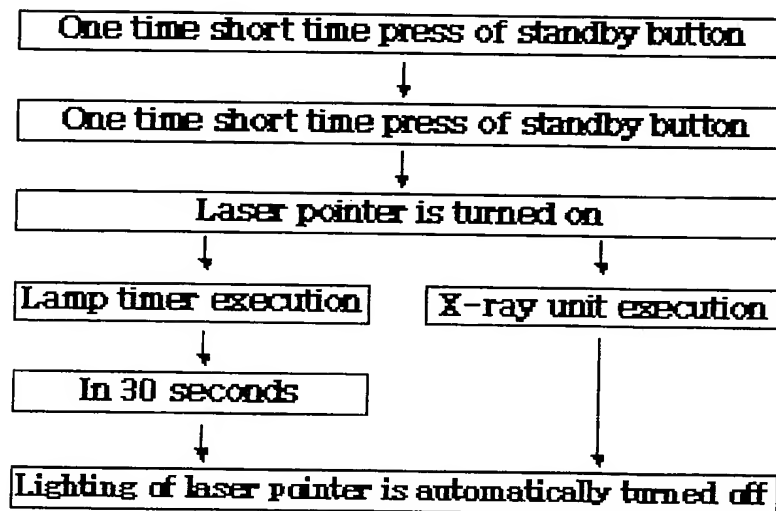 One time short time press of standby button
One time short time press of standby button
Laser pointer is turned on
Lamp timer execution
X-ray unit execution
In 30 seconds
Lighting of laser pointer is automatically turned off